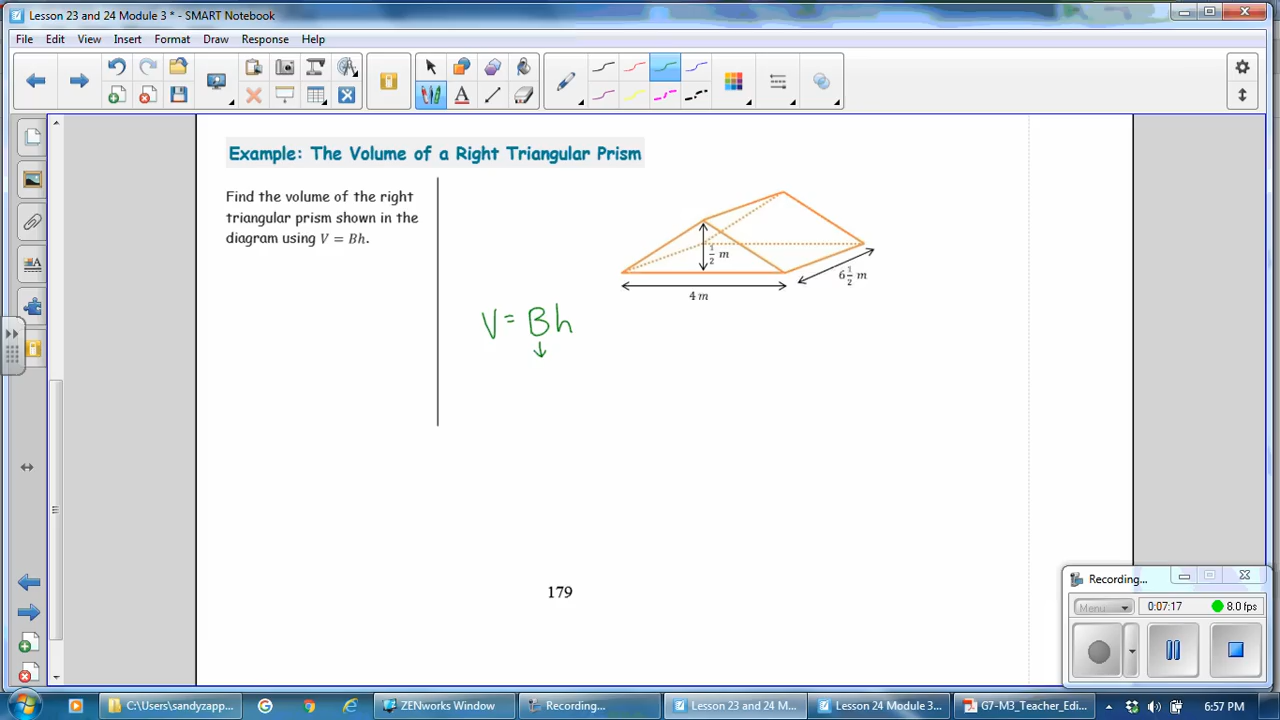 Lesson 23 and 24 Module 3 * - SMART Notebook
File Edit View Insert Format Draw Response Help
Example: The Volume of a Right Triangular Prism
Find the volume of the right
triangular prism shown in the
diagram using V = Bh.
1/2 m
6 1/2 m
4 m
V = Bh
↓
179
Recording...
Menu 0:07:17 8.0 fps
C:\Users\sandyzapp... ZENworks Window Recording... Lesson 23 and 24 M... Lesson 24 Module 3... G7-M3_Teacher_Edi... 6:57 PM